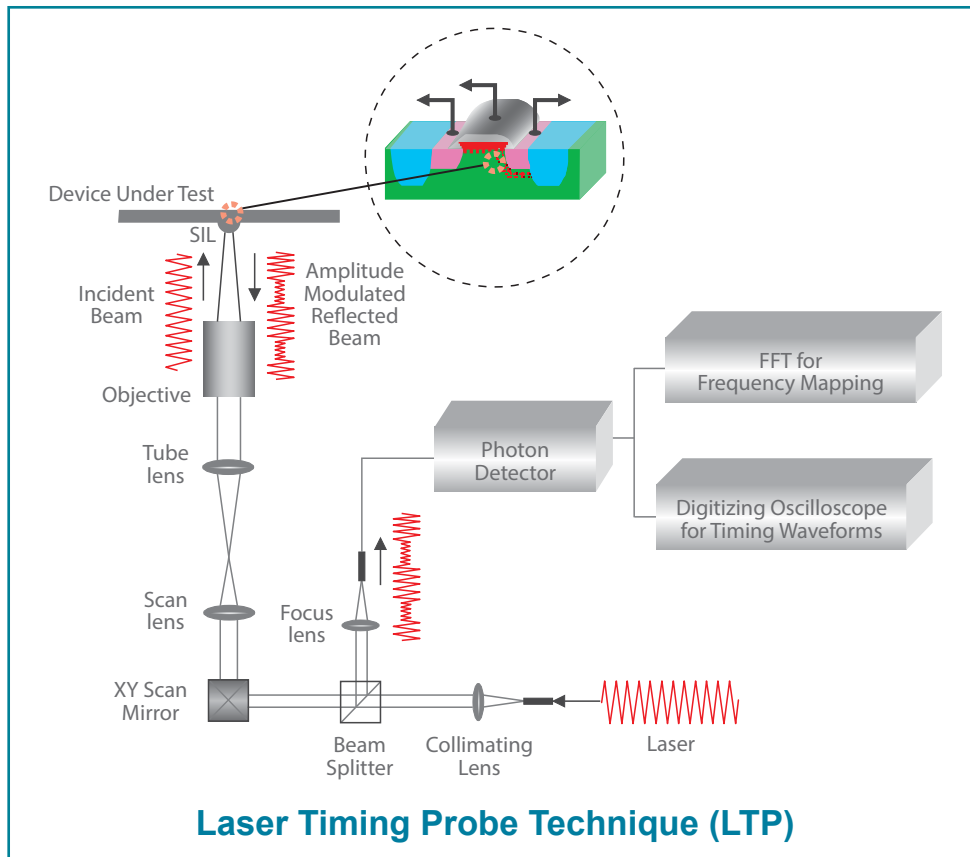 Device Under Test
SIL
Incident
Beam
Amplitude
Modulated
Reflected
Beam
Objective
FFT for
Frequency Mapping
Photon
Detector
Tube
lens
Digitizing Oscilloscope
for Timing Waveforms
Scan
lens
Focus
lens
XY Scan
Mirror
Beam
Splitter
Collimating
Lens
Laser
Laser Timing Probe Technique (LTP)